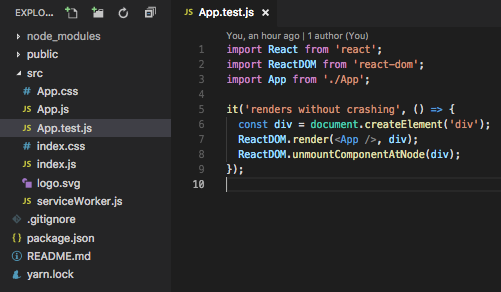 EXPLO...
node_modules
public
src
App.css
JS App.js
JS App.test.js
index.css
JS index.js
logo.svg
JS serviceWorker.js
.gitignore
package.json
README.md
yarn.lock
JS App.test.js ×
You, an hour ago | 1 author (You)
1 import React from 'react';
2 import ReactDOM from 'react-dom';
3 import App from './App';
4
5 it('renders without crashing', () => {
6 const div = document.createElement('div');
7 ReactDOM.render(<App />, div);
8 ReactDOM.unmountComponentAtNode(div);
9 });
10